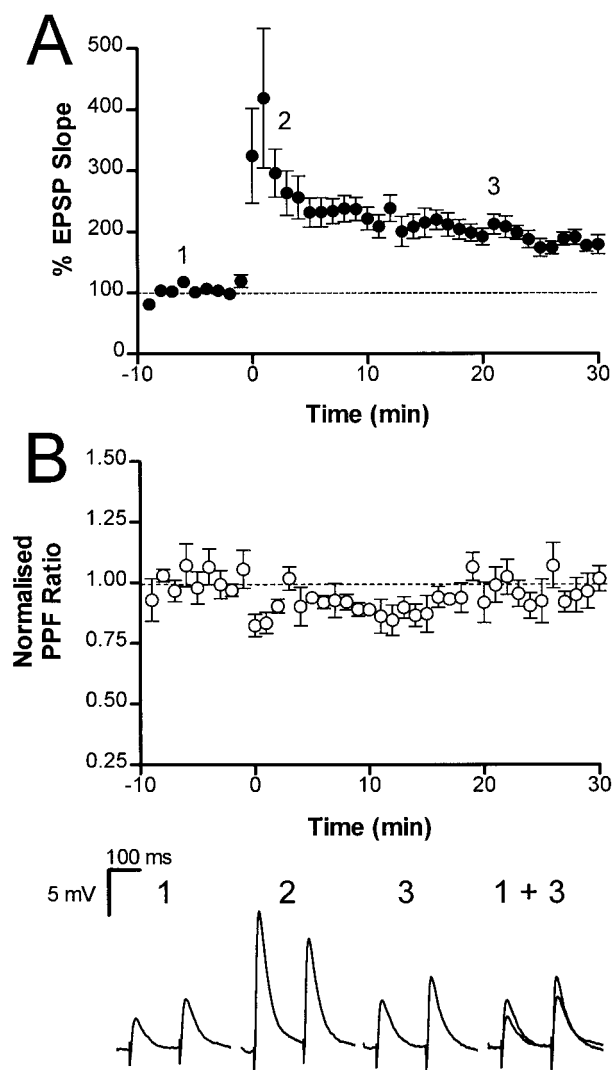 A
500
400
300
200
100
0
% EPSP Slope
1
2
3
-10
0
10
20
30
Time (min)
B
1.50
1.25
1.00
0.75
0.50
0.25
Normalised
PPF Ratio
-10
0
10
20
30
Time (min)
100 ms
5 mV
1
2
3
1 + 3